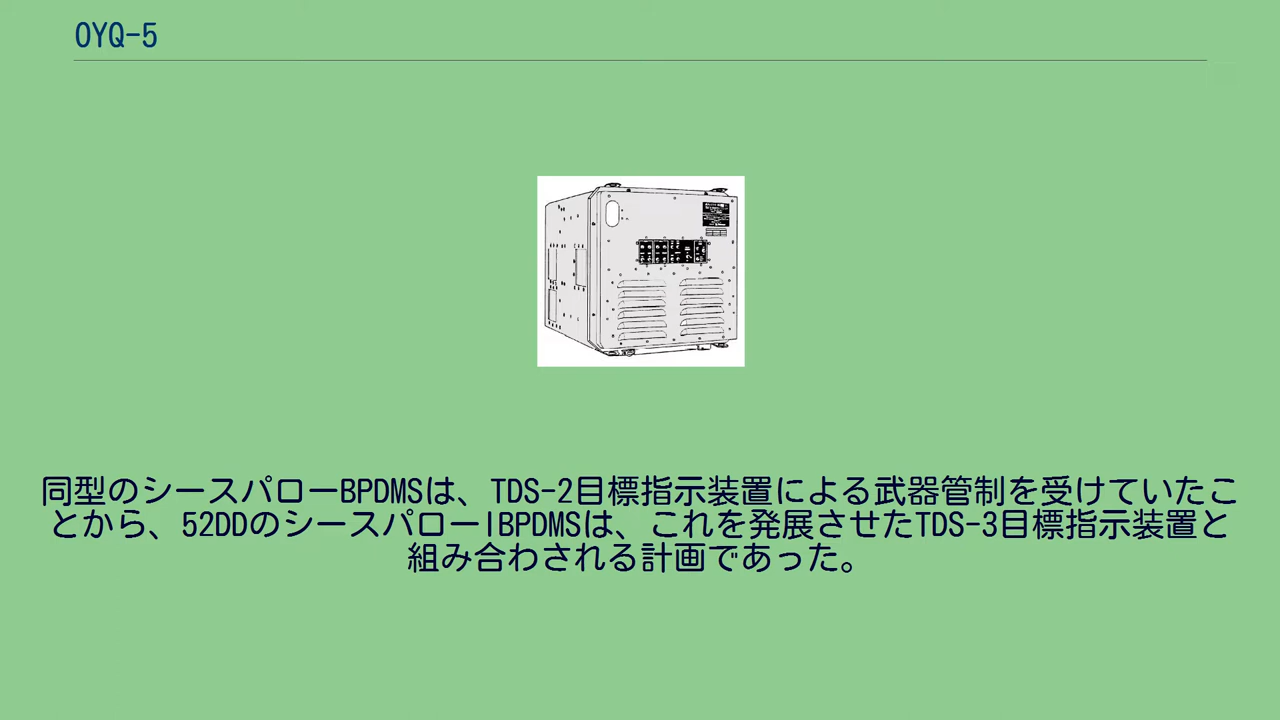 OYQ-5
同型のシースパローBPDMSは、TDS-2目標指示装置による武器管制を受けていたこ
とから、52DDのシースパローIBPDMSは、これを発展させたTDS-3目標指示装置と
組み合わされる計画であった。